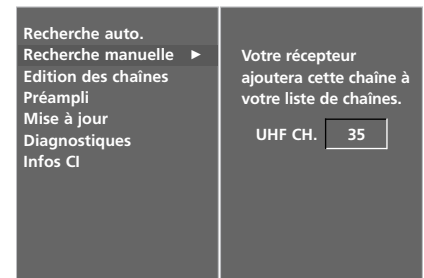 Recherche auto.
Recherche manuelle ►
Edition des chaînes
Préampli
Mise à jour
Diagnostiques
Infos CI
Votre récepteur
ajoutera cette chaîne à
votre liste de chaînes.
UHF CH. 35